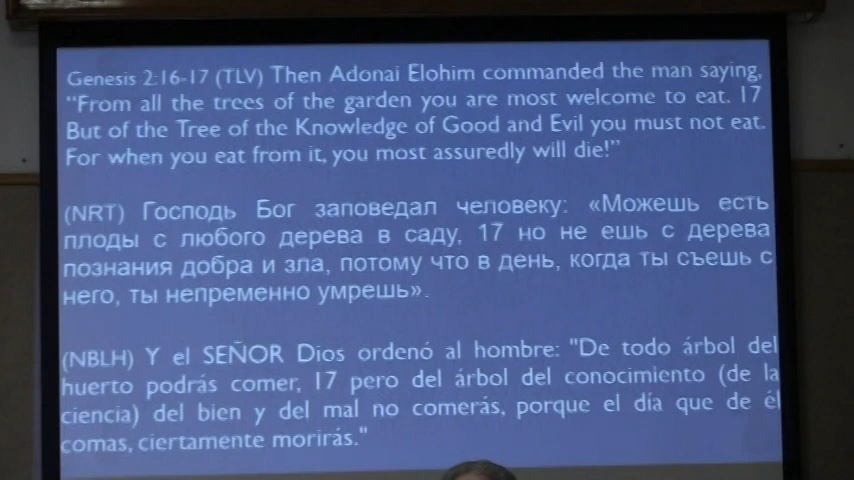 Genesis 2:16-17 (TLV) Then Adonai Elohim commanded the man saying,
"From all the trees of the garden you are most welcome to eat. 17
But of the Tree of the Knowledge of Good and Evil you must not eat.
For when you eat from it, you most assuredly will die!"
(NRT) Господь Бог заповедал человеку: «Можешь есть
плоды с любого дерева в саду, 17 но не ешь с дерева
познания добра и зла, потому что в день, когда ты съешь с
него, ты непременно умрешь».
(NBLH) Y el SEÑOR Dios ordenó al hombre: "De todo árbol del
huerto podrás comer, 17 pero del árbol del conocimiento (de la
ciencia) del bien y del mal no comerás, porque el día que de él
comas, ciertamente morirás."